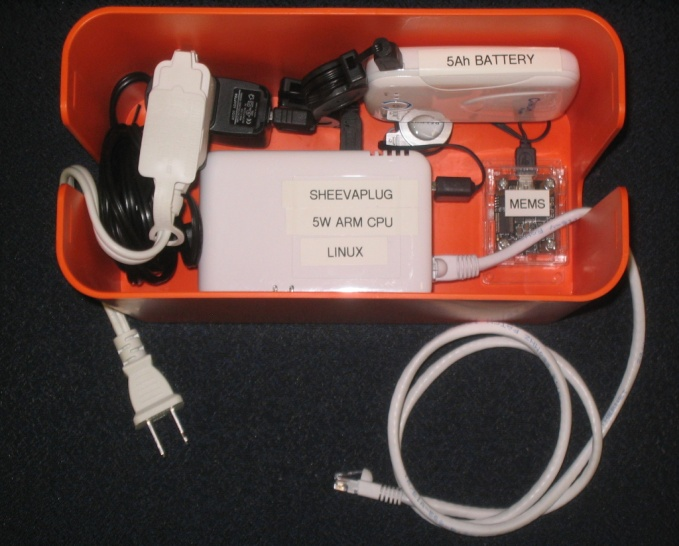 5Ah BATTERY
SHEEVAPLUG
5W ARM CPU
LINUX
MEMS